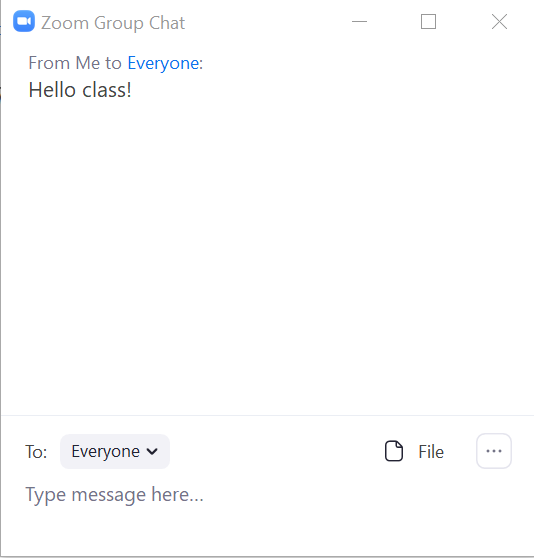 Zoom Group Chat
From Me to Everyone:
Hello class!
To: Everyone File
Type message here...